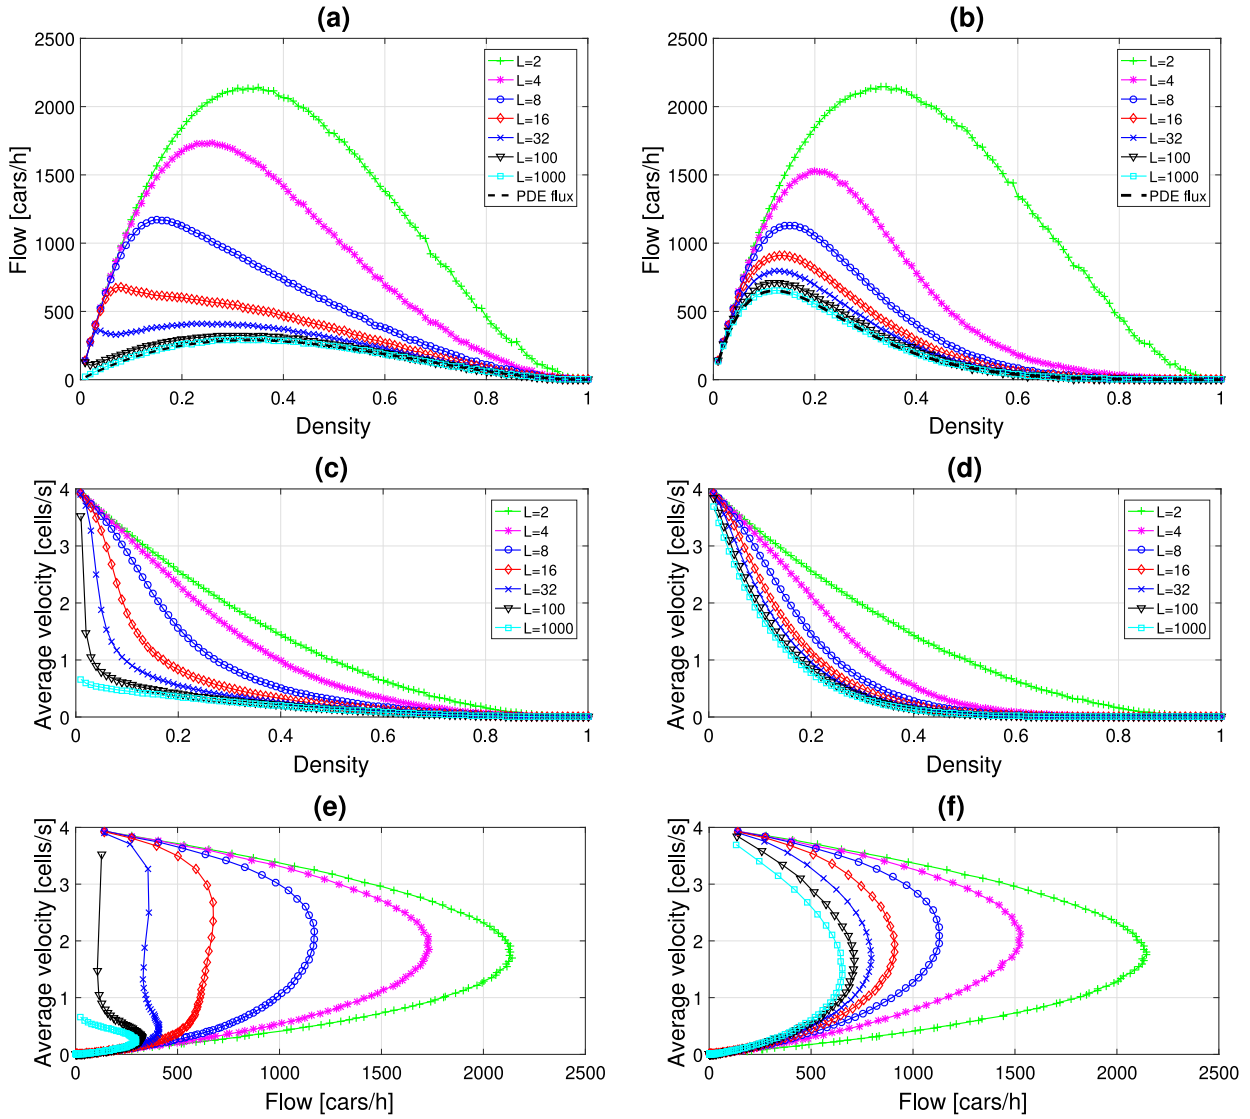 (a)
2500
2000
1500
1000
500
0
Flow [cars/h]
0 0.2 0.4 0.6 0.8 1
Density
L=2
L=4
L=8
L=16
L=32
L=100
L=1000
PDE flux
(b)
2500
2000
1500
1000
500
0
Flow [cars/h]
0 0.2 0.4 0.6 0.8 1
Density
L=2
L=4
L=8
L=16
L=32
L=100
L=1000
PDE flux
(c)
4
3
2
1
0
Average velocity [cells/s]
0 0.2 0.4 0.6 0.8 1
Density
L=2
L=4
L=8
L=16
L=32
L=100
L=1000
(d)
4
3
2
1
0
Average velocity [cells/s]
0 0.2 0.4 0.6 0.8 1
Density
L=2
L=4
L=8
L=16
L=32
L=100
L=1000
(e)
4
3
2
1
0
Average velocity [cells/s]
0 500 1000 1500 2000 2500
Flow [cars/h]
(f)
4
3
2
1
0
Average velocity [cells/s]
0 500 1000 1500 2000 2500
Flow [cars/h]